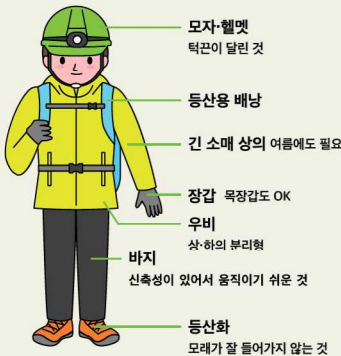 모자·헬멧
턱끈이 달린 것
등산용 배낭
긴 소매 상의 여름에도 필요
장갑 목장갑도 OK
우비
상·하의 분리형
바지
신축성이 있어서 움직이기 쉬운 것
등산화
모래가 잘 들어가지 않는 것